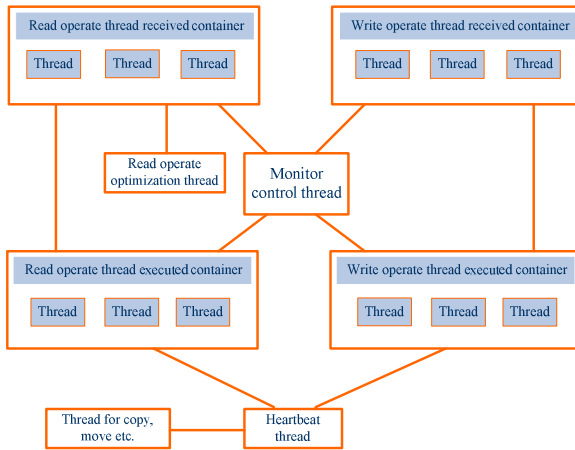 Read operate thread received container
Thread Thread Thread
Write operate thread received container
Thread Thread Thread
Read operate
optimization thread
Monitor
control thread
Read operate thread executed container
Thread Thread Thread
Write operate thread executed container
Thread Thread Thread
Thread for copy,
move etc.
Heartbeat
thread